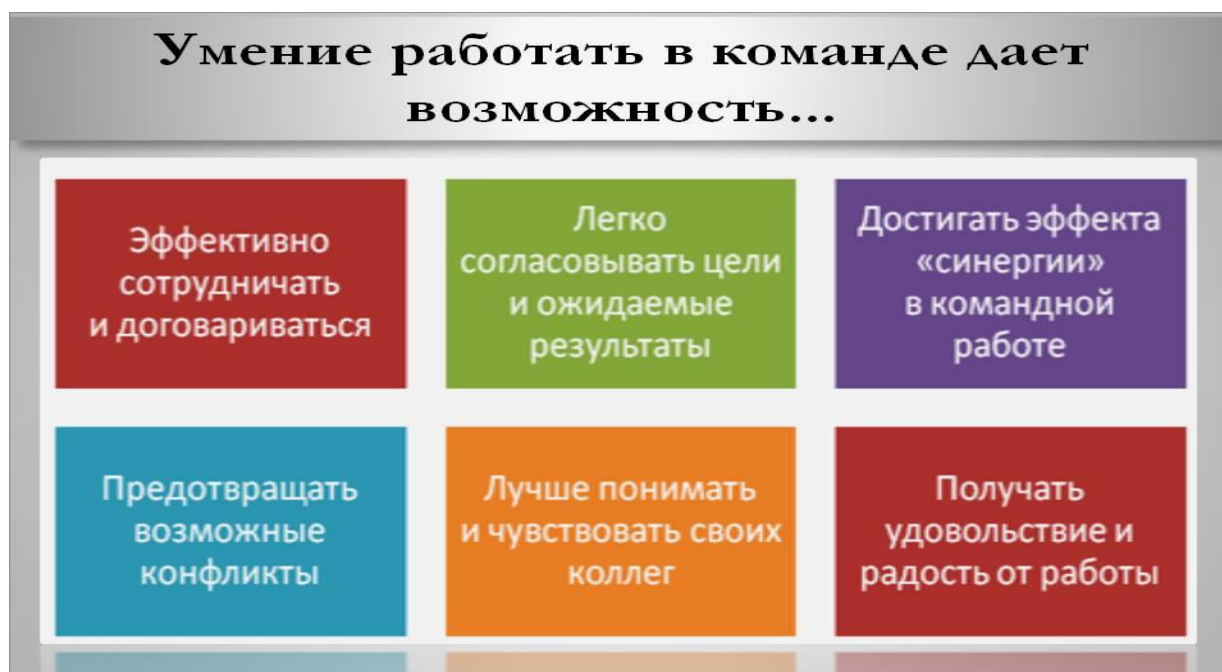 Умение работать в команде дает
возможность...
Эффективно
сотрудничать
и договариваться
Легко
согласовывать цели
и ожидаемые
результаты
Достигать эффекта
«синергии»
в командной
работе
Предотвращать
возможные
конфликты
Лучше понимать
и чувствовать своих
коллег
Получать
удовольствие и
радость от работы